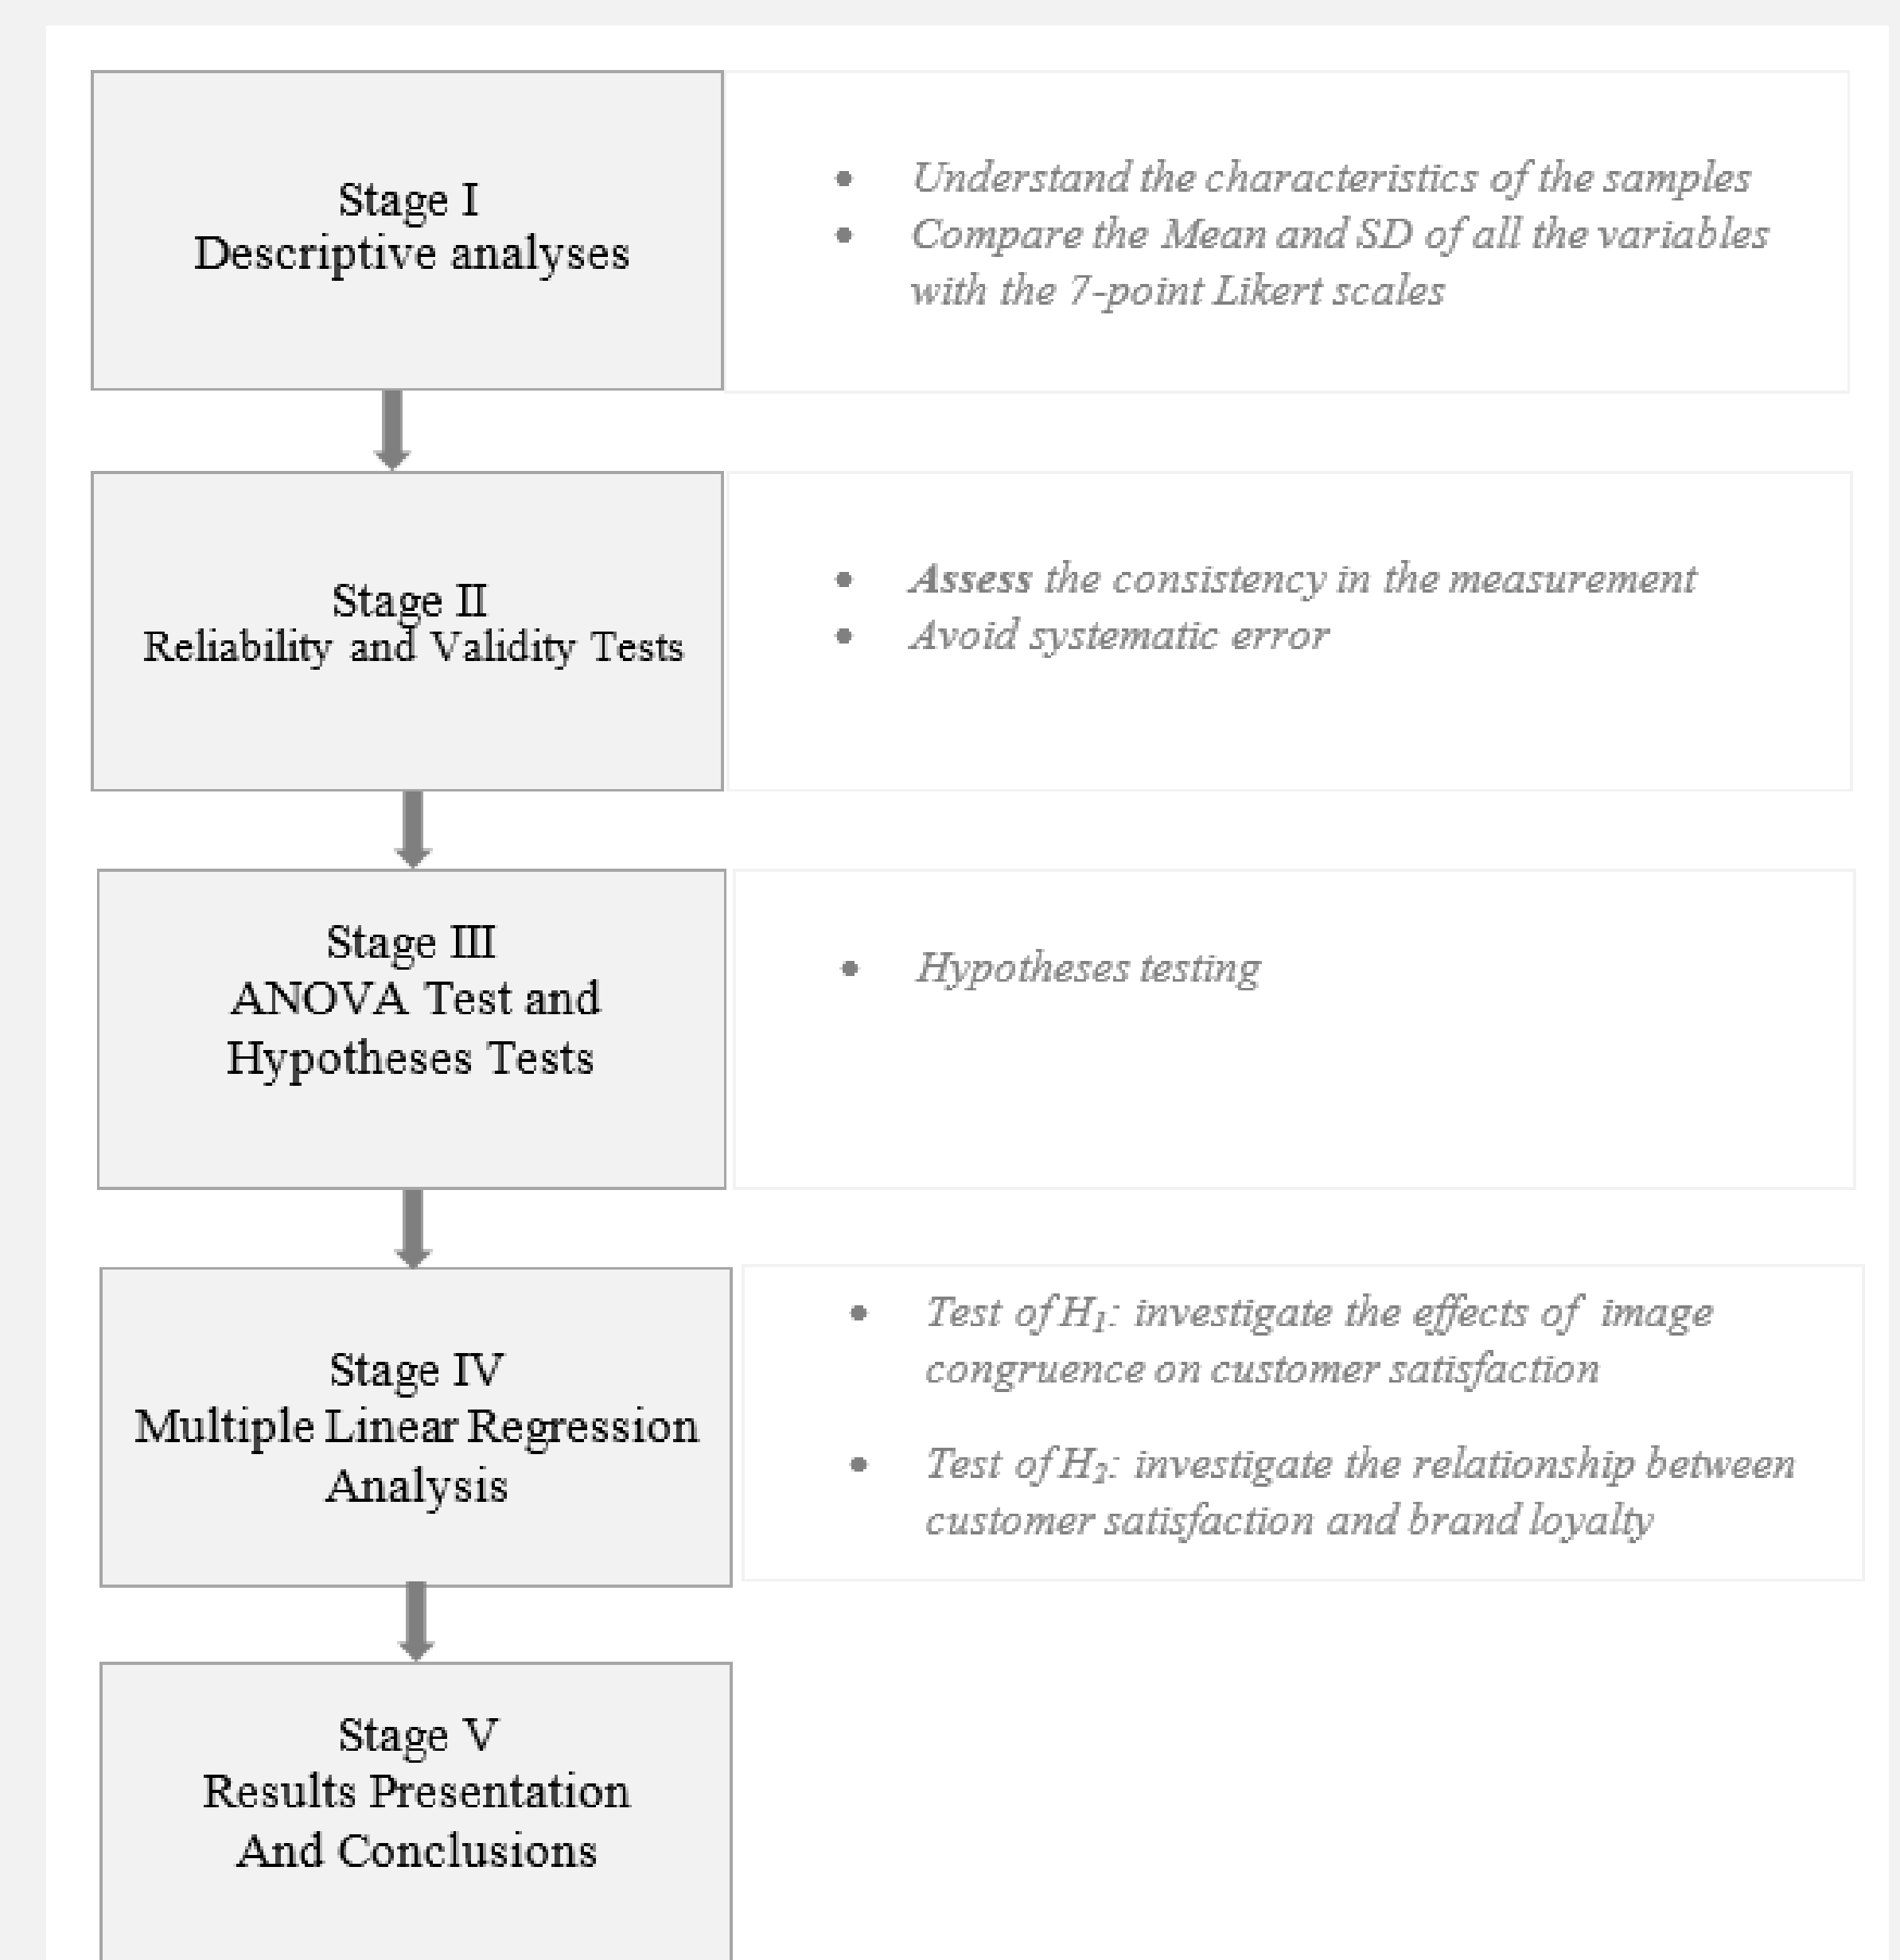 Stage I
Descriptive analyses
• Understand the characteristics of the samples
• Compare the Mean and SD of all the variables
with the 7-point Likert scales
Stage II
Reliability and Validity Tests
• Assess the consistency in the measurement
• Avoid systematic error
Stage III
ANOVA Test and
Hypotheses Tests
• Hypotheses testing
Stage IV
Multiple Linear Regression
Analysis
• Test of H₁: investigate the effects of image
congruence on customer satisfaction
• Test of H₂: investigate the relationship between
customer satisfaction and brand loyalty
Stage V
Results Presentation
And Conclusions